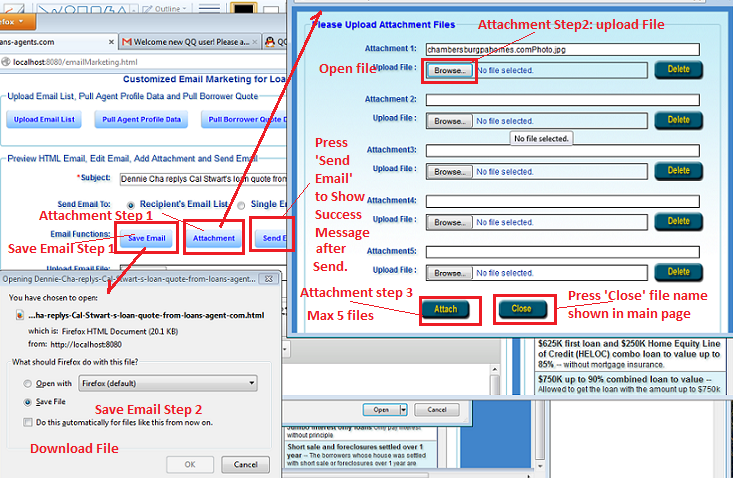 Outline
Firefox
ans-agents.com
Welcome new QQ user! Please a...
localhost:8080/emailMarketing.html
Customized Email Marketing for Loan
Upload Email List, Pull Agent Profile Data and Pull Borrower Quote
Upload Email List
Pull Agent Profile Data
Pull Borrower Quote D
Preview HTML Email, Edit Email, Add Attachment and Send Email
*Subject:
Dennie Cha replys Cal Stwart's loan quote from
Send Email To:
Recipient's Email List
Single E
Attachment Step 1
Email Functions:
Save Email
Attachment
Send E
Save Email Step 1
Upload Email File:
Press
'Send
Email'
to Show
Success
Message
after
Send.
Please Upload Attachment Files
Attachment Step2: upload File
Attachment 1:
chambersburgpahomes.comPhoto.jpg
Open file
Upload File :
Browse...
No file selected.
Delete
Attachment 2:
Upload File :
Browse...
No file selected.
Delete
No file selected.
Attachment3:
Upload File :
Browse...
No file selected.
Delete
Attachment4:
Upload File :
Browse...
No file selected.
Delete
Attachment5:
Upload File :
Browse...
No file selected.
Delete
Attachment step 3
Max 5 files
Attach
Close
Press 'Close' file name
shown in main page
Opening Dennie-Cha-replys-Cal-Stwart-s-loan-quote-from-loans-agent...
You have chosen to open:
...ha-replys-Cal-Stwart-s-loan-quote-from-loans-agent-com.html
which is: Firefox HTML Document (20.1 KB)
from: http://localhost:8080
What should Firefox do with this file?
Open with
Firefox (default)
Save File
Save Email Step 2
Do this automatically for files like this from now on.
Download File
OK
Cancel
Open
Cancel
Jumbo interest only loans Only pay interest,
without principle
Short sale and foreclosures settled over 1
year -- The borrowers whose house was settled
with short sale or foreclosures over 1 year are
$625K first loan and $250K Home Equity Line
of Credit (HELOC) combo loan to value up to
85% -- without mortgage insurance.
$750K up to 90% combined loan to value --
Allowed to get the loan with the amount up to $750k